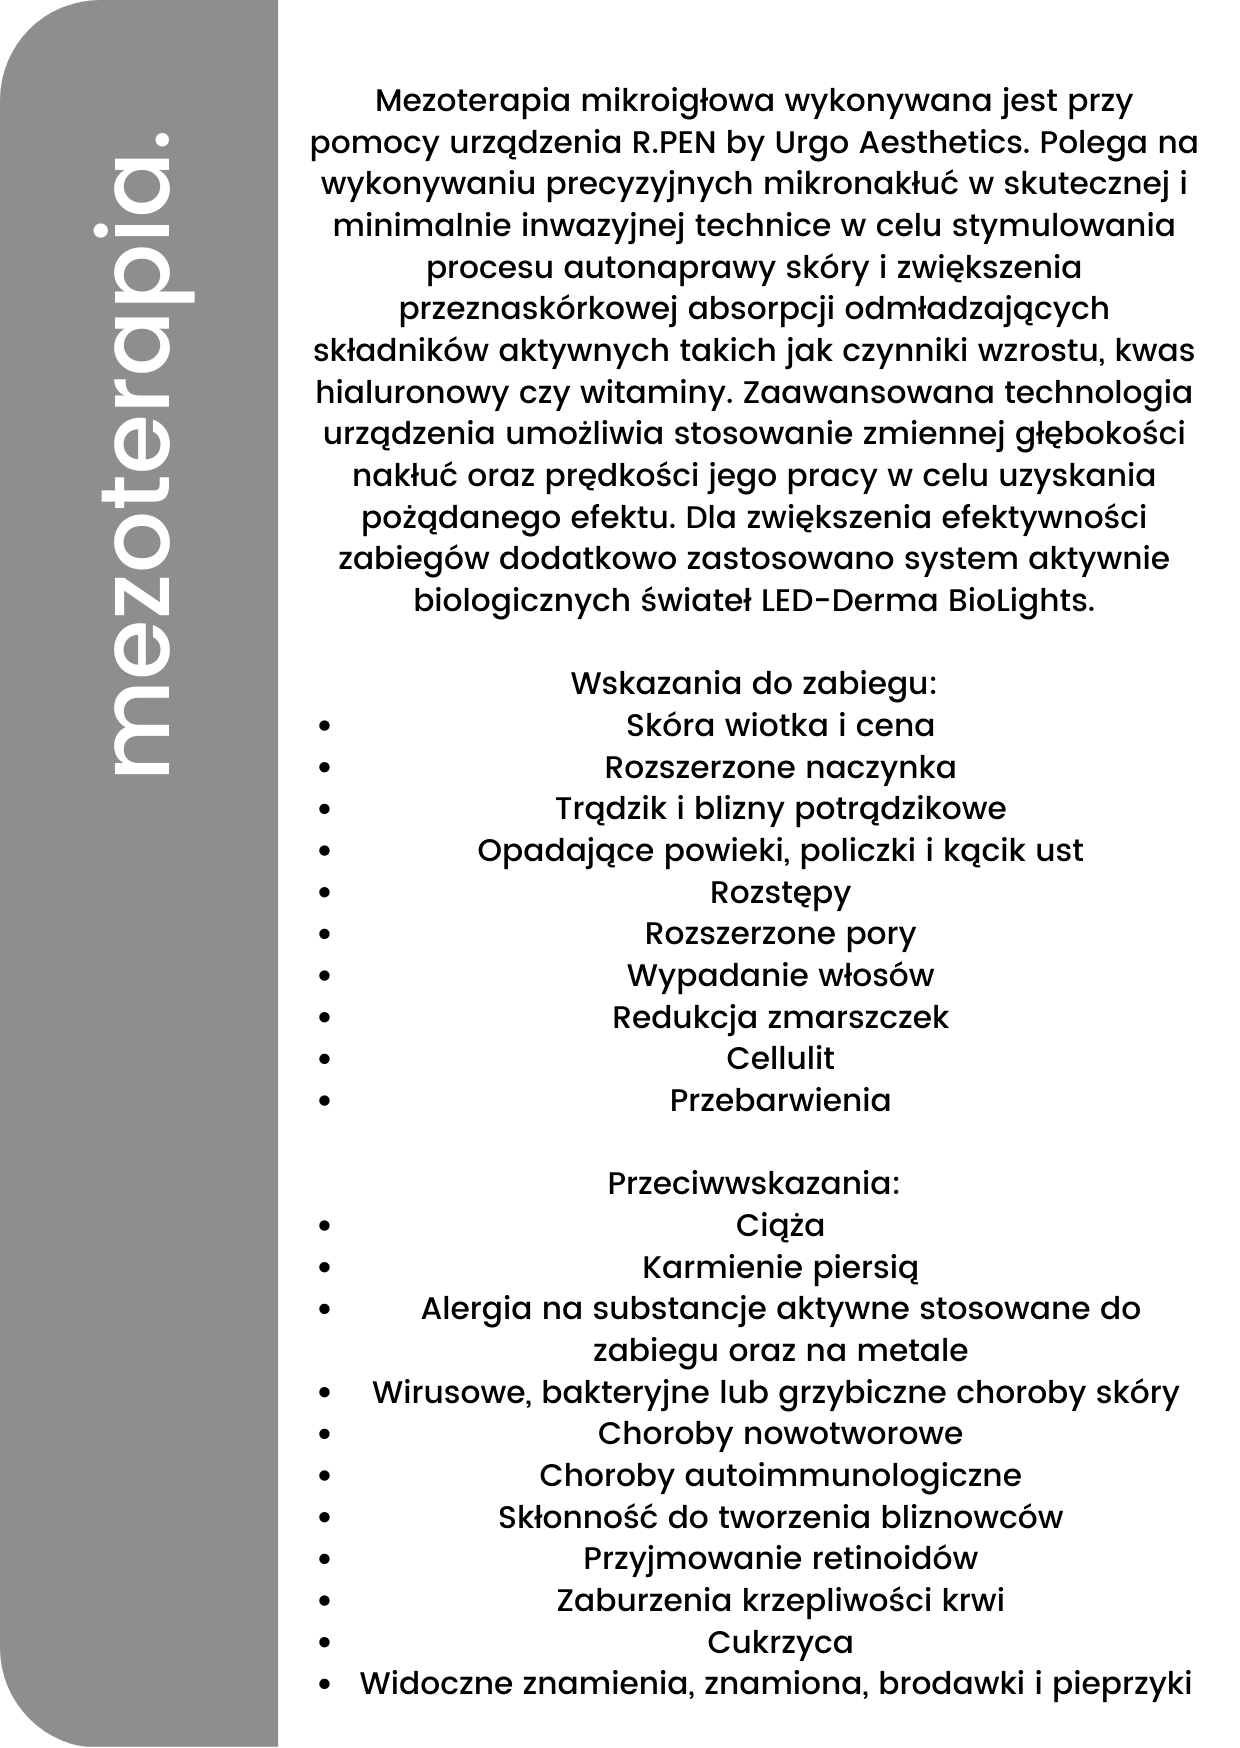 mezoterapia.
Mezoterapia mikroigłowa wykonywana jest przy
pomocy urządzenia R.PEN by Urgo Aesthetics. Polega na
wykonywaniu precyzyjnych mikronakłuć w skutecznej i
minimalnie inwazyjnej technice w celu stymulowania
procesu autonaprawy skóry i zwiększenia
przeznaskórkowej absorpcji odmładzających
składników aktywnych takich jak czynniki wzrostu, kwas
hialuronowy czy witaminy. Zaawansowana technologia
urządzenia umożliwia stosowanie zmiennej głębokości
nakłuć oraz prędkości jego pracy w celu uzyskania
pożądanego efektu. Dla zwiększenia efektywności
zabiegów dodatkowo zastosowano system aktywnie
biologicznych świateł LED-Derma BioLights.
Wskazania do zabiegu:
• Skóra wiotka i cena
• Rozszerzone naczynka
• Trądzik i blizny potrądzikowe
• Opadające powieki, policzki i kącik ust
• Rozstępy
• Rozszerzone pory
• Wypadanie włosów
• Redukcja zmarszczek
• Cellulit
• Przebarwienia
Przeciwwskazania:
• Ciąża
• Karmienie piersią
• Alergia na substancje aktywne stosowane do
zabiegu oraz na metale
• Wirusowe, bakteryjne lub grzybiczne choroby skóry
• Choroby nowotworowe
• Choroby autoimmunologiczne
• Skłonność do tworzenia bliznowców
• Przyjmowanie retinoidów
• Zaburzenia krzepliwości krwi
• Cukrzyca
• Widoczne znamienia, znamiona, brodawki i pieprzyki